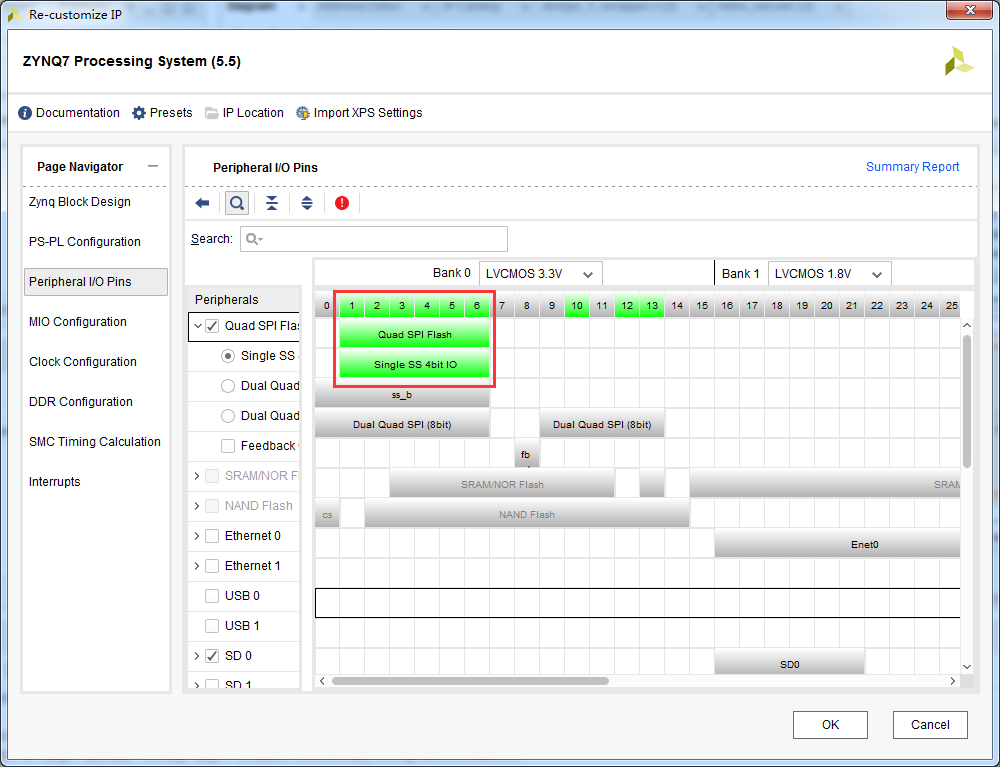 Re-customize IP
ZYNQ7 Processing System (5.5)
Documentation Presets IP Location Import XPS Settings
Page Navigator
Zynq Block Design
PS-PL Configuration
Peripheral I/O Pins
MIO Configuration
Clock Configuration
DDR Configuration
SMC Timing Calculation
Interrupts
Peripheral I/O Pins Summary Report
Search:
Bank 0 LVCMOS 3.3V Bank 1 LVCMOS 1.8V
Peripherals 0 1 2 3 4 5 6 7 8 9 10 11 12 13 14 15 16 17 18 19 20 21 22 23 24 25
Quad SPI Flas Quad SPI Flash
Single SS Single SS 4bit IO
Dual Quad ss_b
Dual Quad Dual Quad SPI (8bit) Dual Quad SPI (8bit)
Feedback fb
SRAM/NOR Fl SRAM/NOR Flash SRAM
NAND Flash cs NAND Flash
Ethernet 0 Enet0
Ethernet 1
USB 0
USB 1
SD 0 SD0
SD 1
OK Cancel